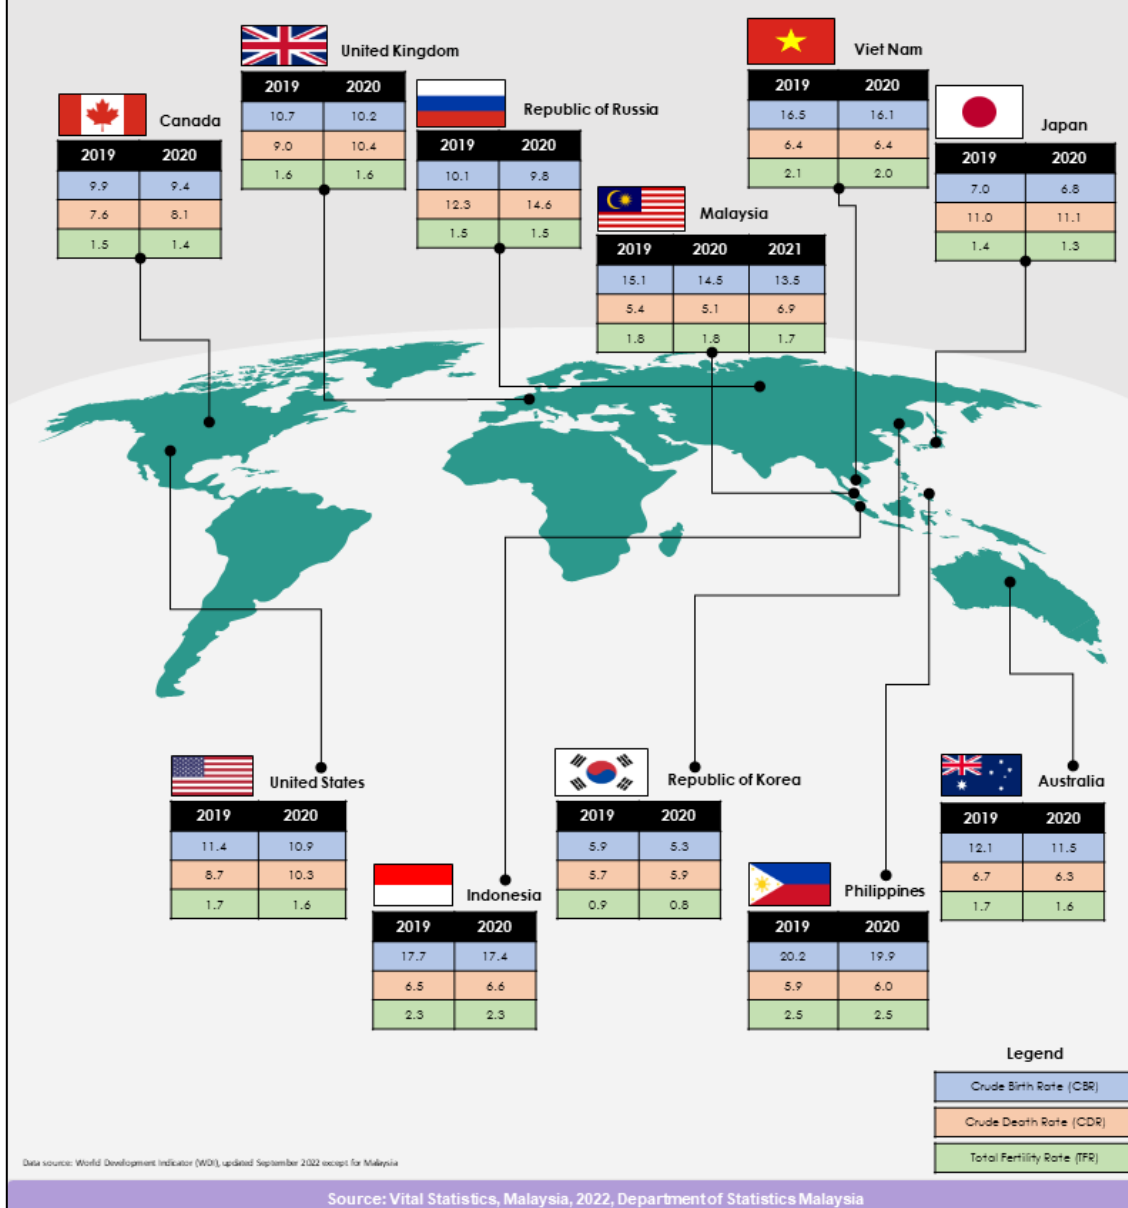 United Kingdom
2019 2020
10.7 10.2
9.0 10.4
1.6 1.6
Viet Nam
2019 2020
16.5 16.1
6.4 6.4
2.1 2.0
Canada
2019 2020
9.9 9.4
7.6 8.1
1.5 1.4
Republic of Russia
2019 2020
10.1 9.8
12.3 14.6
1.5 1.5
Japan
2019 2020
7.0 6.8
11.0 11.1
1.4 1.3
Malaysia
2019 2020 2021
15.1 14.5 13.5
5.4 5.1 6.9
1.8 1.8 1.7
United States
2019 2020
11.4 10.9
8.7 10.3
1.7 1.6
Republic of Korea
2019 2020
5.9 5.3
5.7 5.9
0.9 0.8
Australia
2019 2020
12.1 11.5
6.7 6.3
1.7 1.6
Indonesia
2019 2020
17.7 17.4
6.5 6.6
2.3 2.3
Philippines
2019 2020
20.2 19.9
5.9 6.0
2.5 2.5
Legend
Crude Birth Rate (CBR)
Crude Death Rate (CDR)
Total Fertility Rate (TFR)
Data source: World Development Indicator (WDI), updated September 2022 except for Malaysia
Source: Vital Statistics, Malaysia, 2022, Department of Statistics Malaysia